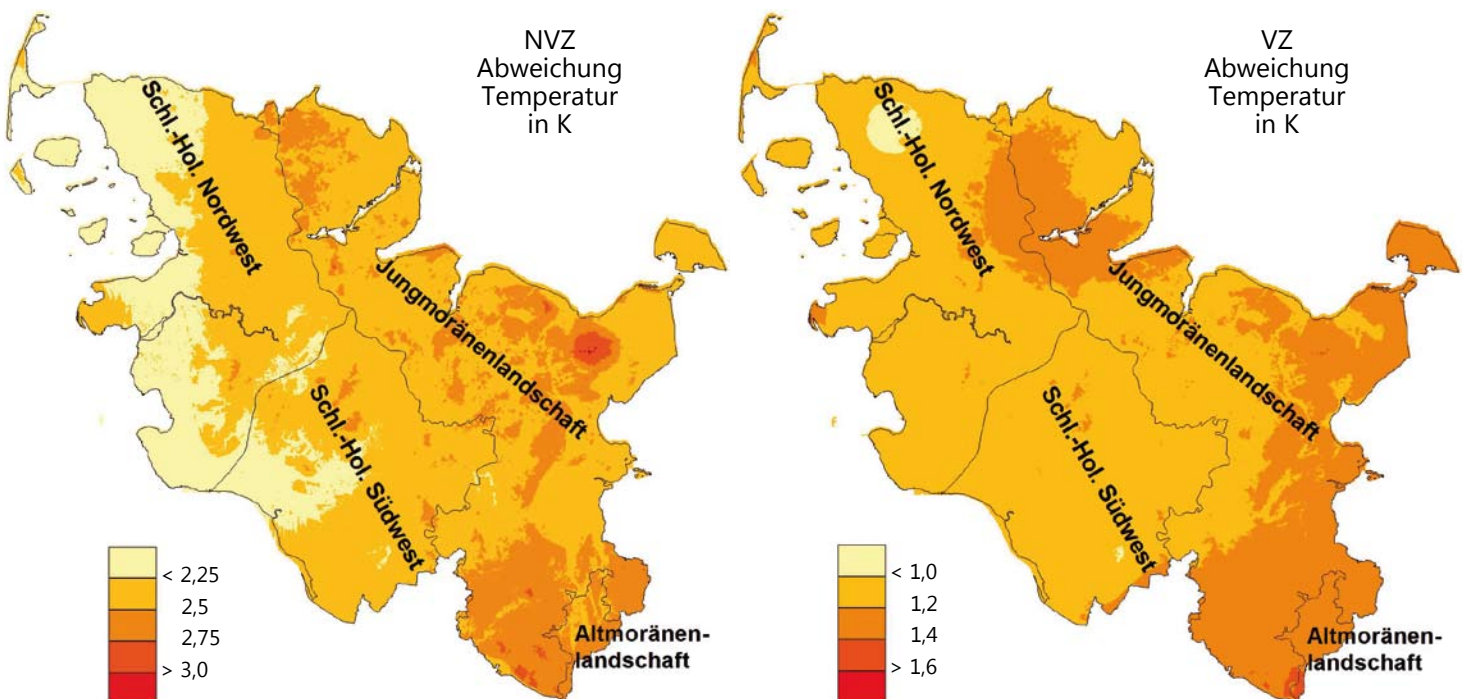 NVZ
Abweichung
Temperatur
in K
Schl.-Hol. Nordwest
Jungmoränenlandschaft
Schl.-Hol. Südwest
Altmoränen-
landschaft
< 2,25
2,5
2,75
> 3,0
VZ
Abweichung
Temperatur
in K
Schl.-Hol. Nordwest
Jungmoränenlandschaft
Schl.-Hol. Südwest
Altmoränen-
landschaft
< 1,0
1,2
1,4
> 1,6